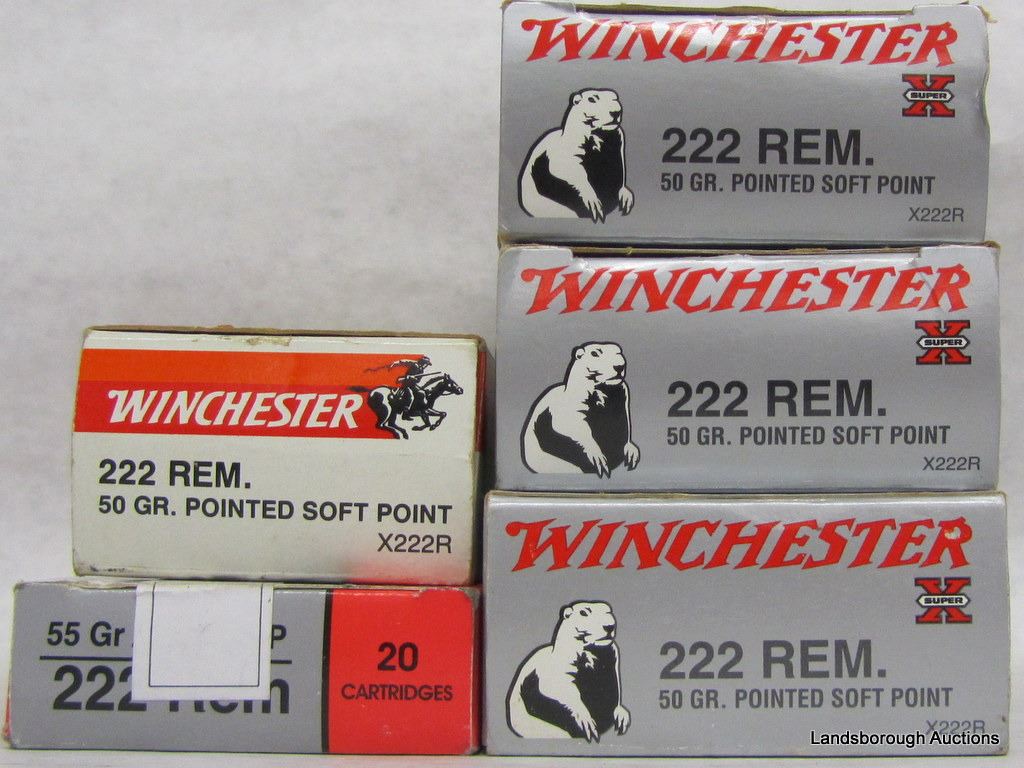 WINCHESTER
SUPER X
222 REM.
50 GR. POINTED SOFT POINT
X222R
WINCHESTER
SUPER X
222 REM.
50 GR. POINTED SOFT POINT
X222R
WINCHESTER
SUPER X
222 REM.
50 GR. POINTED SOFT POINT
X222R
WINCHESTER
222 REM.
50 GR. POINTED SOFT POINT
X222R
55 Gr. P
222 Rem
20
CARTRIDGES
Landsborough Auctions